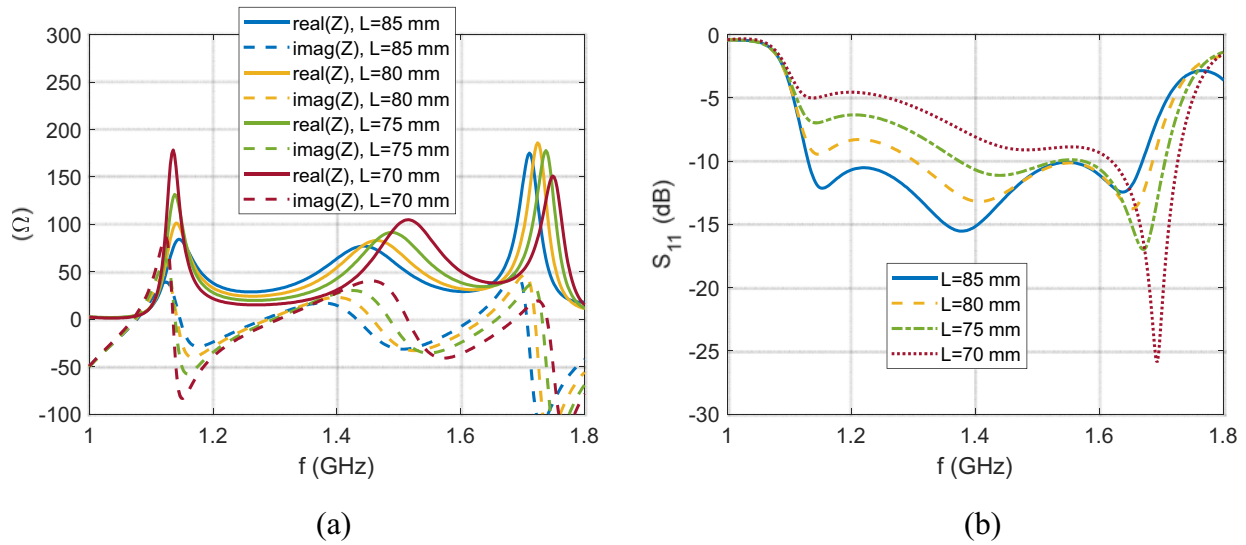 real(Z), L=85 mm
imag(Z), L=85 mm
real(Z), L=80 mm
imag(Z), L=80 mm
real(Z), L=75 mm
imag(Z), L=75 mm
real(Z), L=70 mm
imag(Z), L=70 mm
300
250
200
150
100
50
0
-50
-100
(Ω)
1
1.2
1.4
1.6
1.8
f (GHz)
(a)
0
-5
-10
-15
-20
-25
-30
S11 (dB)
L=85 mm
L=80 mm
L=75 mm
L=70 mm
1
1.2
1.4
1.6
1.8
f (GHz)
(b)